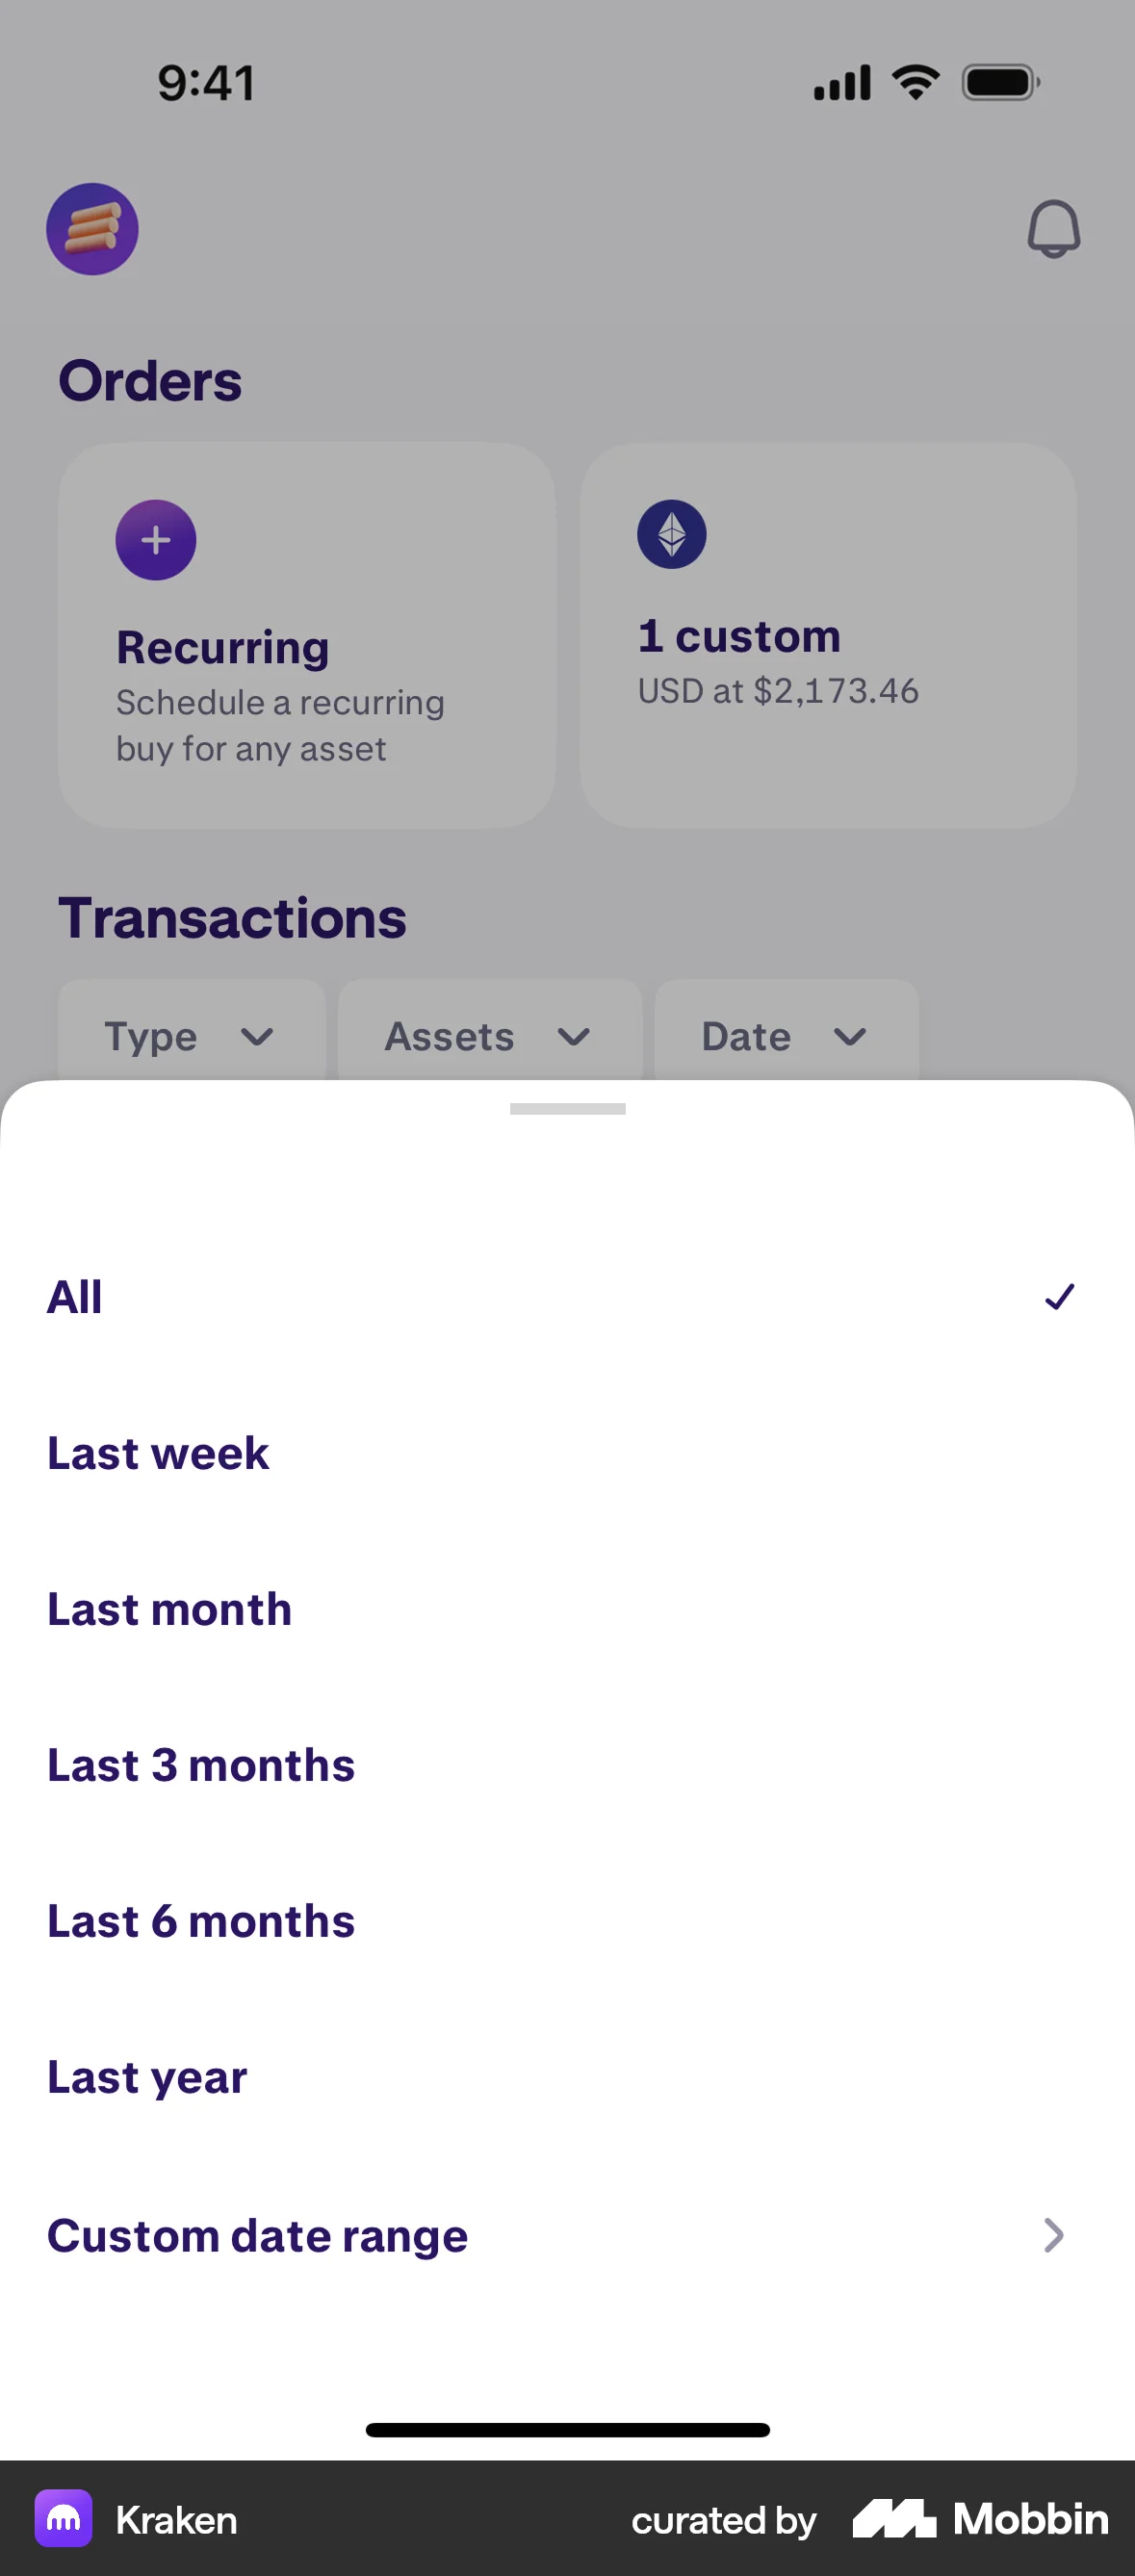 9:41
Orders
Recurring
Schedule a recurring
buy for any asset
1 custom
USD at $2,173.46
Transactions
Type
Assets
Date
All
Last week
Last month
Last 3 months
Last 6 months
Last year
Custom date range
Kraken
curated by
Mobbin